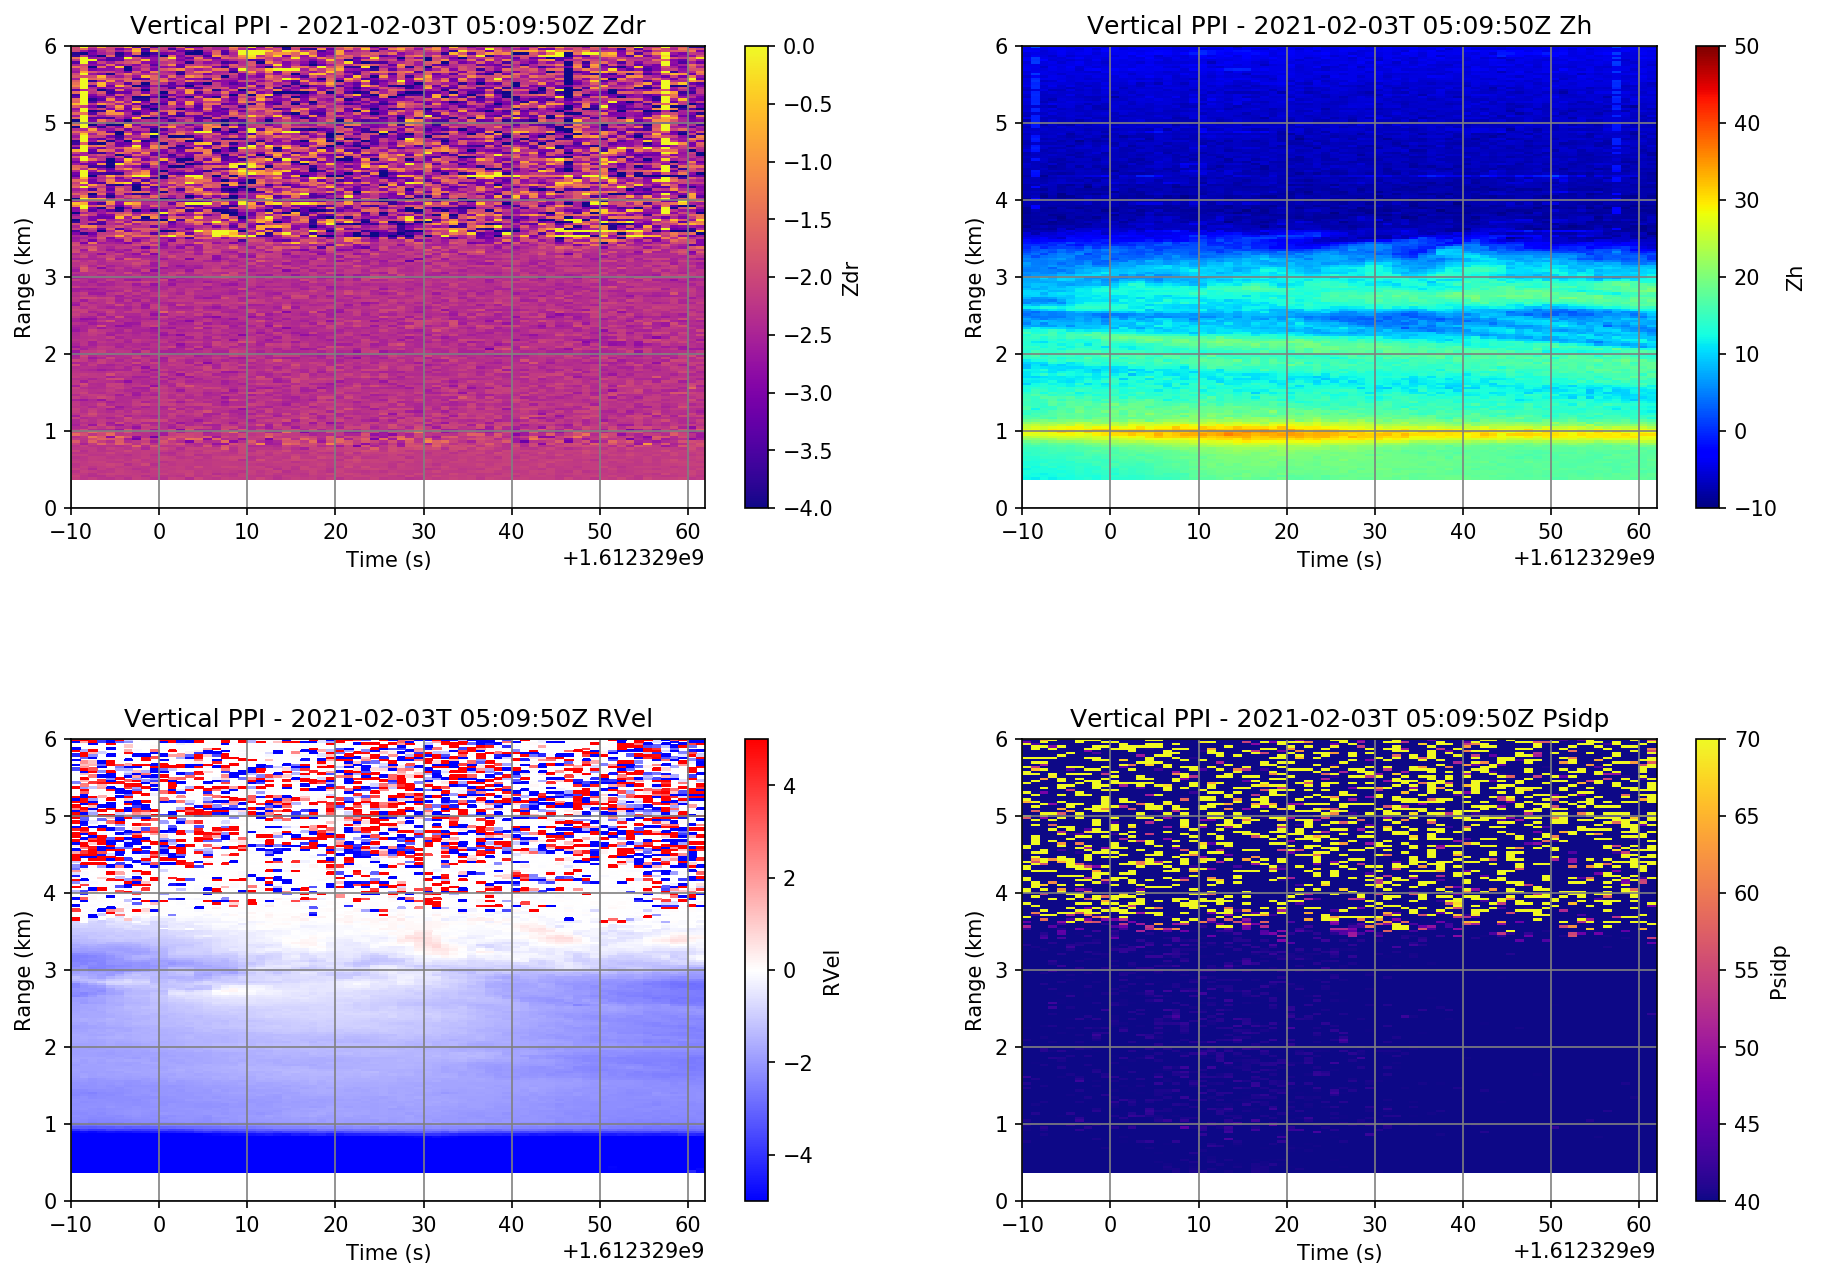 Vertical PPI - 2021-02-03T 05:09:50Z Zdr
6
5
4
3
2
1
0
Range (km)
−10 0 10 20 30 40 50 60
Time (s)
+1.612329e9
0.0
−0.5
−1.0
−1.5
−2.0
−2.5
−3.0
−3.5
−4.0
Zdr
Vertical PPI - 2021-02-03T 05:09:50Z Zh
6
5
4
3
2
1
0
Range (km)
−10 0 10 20 30 40 50 60
Time (s)
+1.612329e9
50
40
30
20
10
0
−10
Zh
Vertical PPI - 2021-02-03T 05:09:50Z RVel
6
5
4
3
2
1
0
Range (km)
−10 0 10 20 30 40 50 60
Time (s)
+1.612329e9
4
2
0
−2
−4
RVel
Vertical PPI - 2021-02-03T 05:09:50Z Psidp
6
5
4
3
2
1
0
Range (km)
−10 0 10 20 30 40 50 60
Time (s)
+1.612329e9
70
65
60
55
50
45
40
Psidp